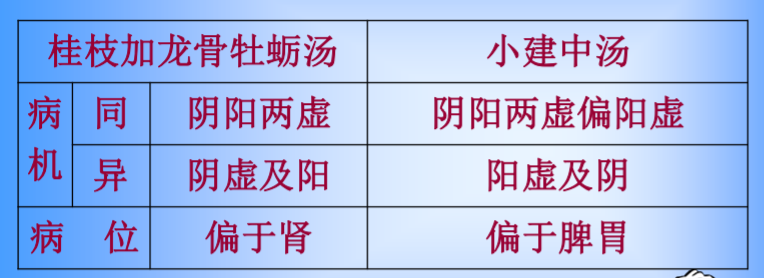 桂枝加龙骨牡蛎汤 小建中汤
病机 同 阴阳两虚 阴阳两虚偏阳虚
异 阴虚及阳 阳虚及阴
病 位 偏于肾 偏于脾胃